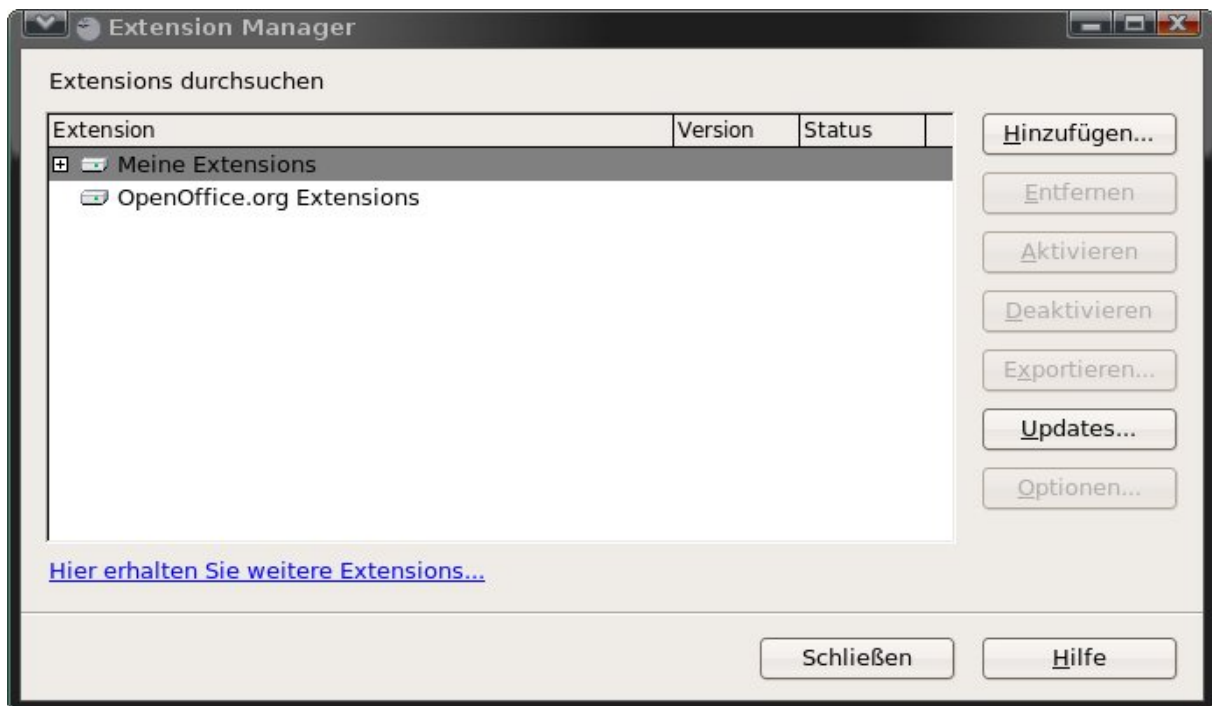 Extension Manager
Extensions durchsuchen
Extension Version Status
Meine Extensions
OpenOffice.org Extensions
Hinzufügen...
Entfernen
Aktivieren
Deaktivieren
Exportieren...
Updates...
Optionen...
Hier erhalten Sie weitere Extensions...
Schließen Hilfe